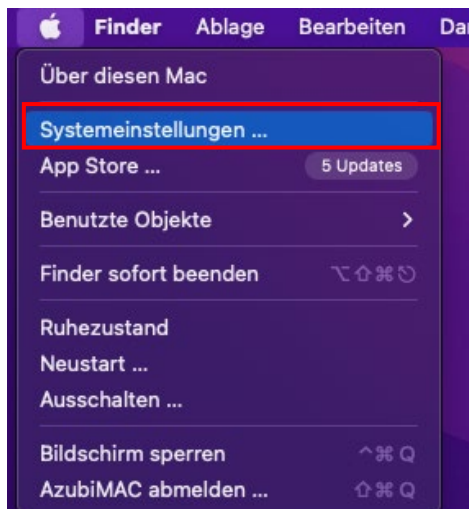 Finder Ablage Bearbeiten
Über diesen Mac
Systemeinstellungen ...
App Store ... 5 Updates
Benutzte Objekte
Finder sofort beenden ⌥⇧⌘⎋
Ruhezustand
Neustart ...
Ausschalten ...
Bildschirm sperren ^⌘Q
AzubiMAC abmelden ... ⇧⌘Q